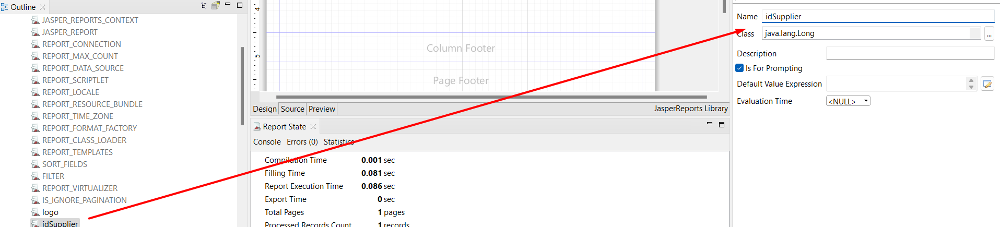 Outline
JASPER_REPORTS_CONTEXT
JASPER_REPORT
REPORT_CONNECTION
REPORT_MAX_COUNT
REPORT_DATA_SOURCE
REPORT_SCRIPTLET
REPORT_LOCALE
REPORT_RESOURCE_BUNDLE
REPORT_TIME_ZONE
REPORT_FORMAT_FACTORY
REPORT_CLASS_LOADER
REPORT_TEMPLATES
SORT_FIELDS
FILTER
REPORT_VIRTUALIZER
IS_IGNORE_PAGINATION
logo
idSupplier
4
5
Column Footer
Page Footer
Design Source Preview JasperReports Library
Report State
Console Errors (0) Statistics
Compilation Time 0.001 sec
Filling Time 0.081 sec
Report Execution Time 0.086 sec
Export Time 0 sec
Total Pages 1 pages
Processed Records Count 1 records
Name idSupplier
Class java.lang.Long ...
Description
Is For Prompting
Default Value Expression
Evaluation Time <NULL>